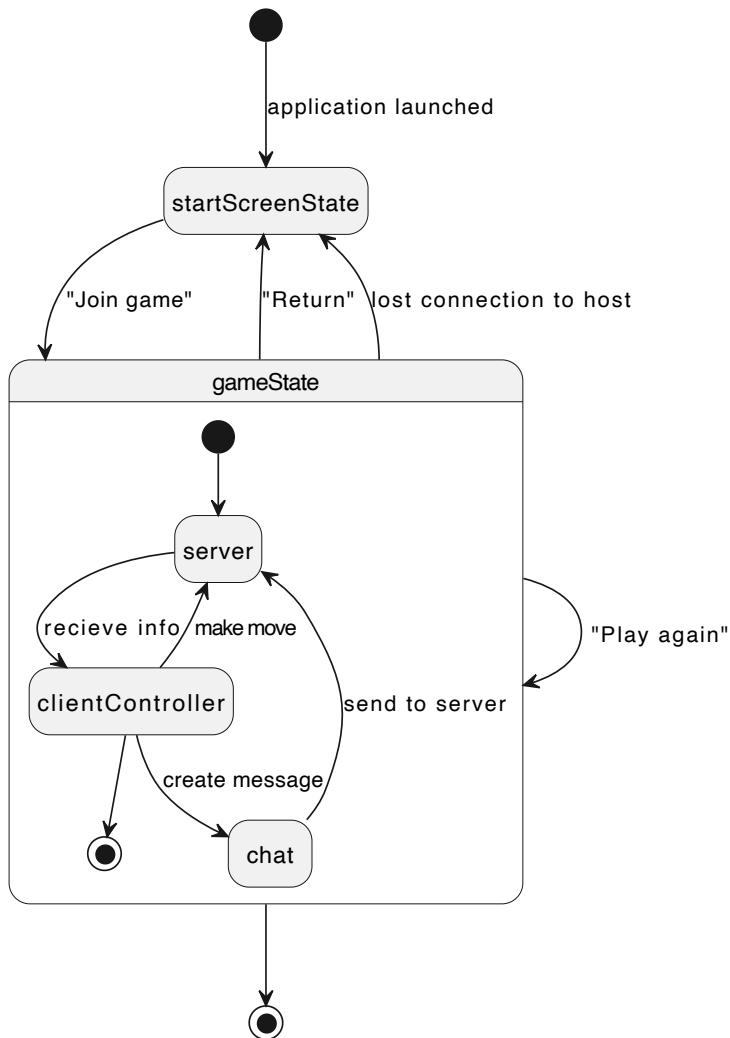 application launched
startScreenState
"Join game"
"Return"
lost connection to host
gameState
server
recieve info
make move
"Play again"
clientController
send to server
create message
chat